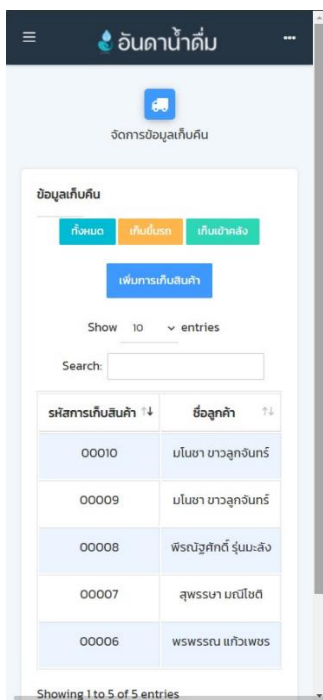 อันดาน้ำดื่ม
จัดการข้อมูลเก็บคืน
ข้อมูลเก็บคืน
ทั้งหมด เก็บขึ้นรถ เก็บเข้าคลัง
เพิ่มการเก็บสินค้า
Show 10 entries
Search:
รหัสการเก็บสินค้า ชื่อลูกค้า
00010 มโนชา ขาวลูกจันทร์
00009 มโนชา ขาวลูกจันทร์
00008 พีรณัฐศักดิ์ รุ่นมะลัง
00007 สุพรรษา มณีโชติ
00006 พรพรรณ แก้วเพชร
Showing 1 to 5 of 5 entries